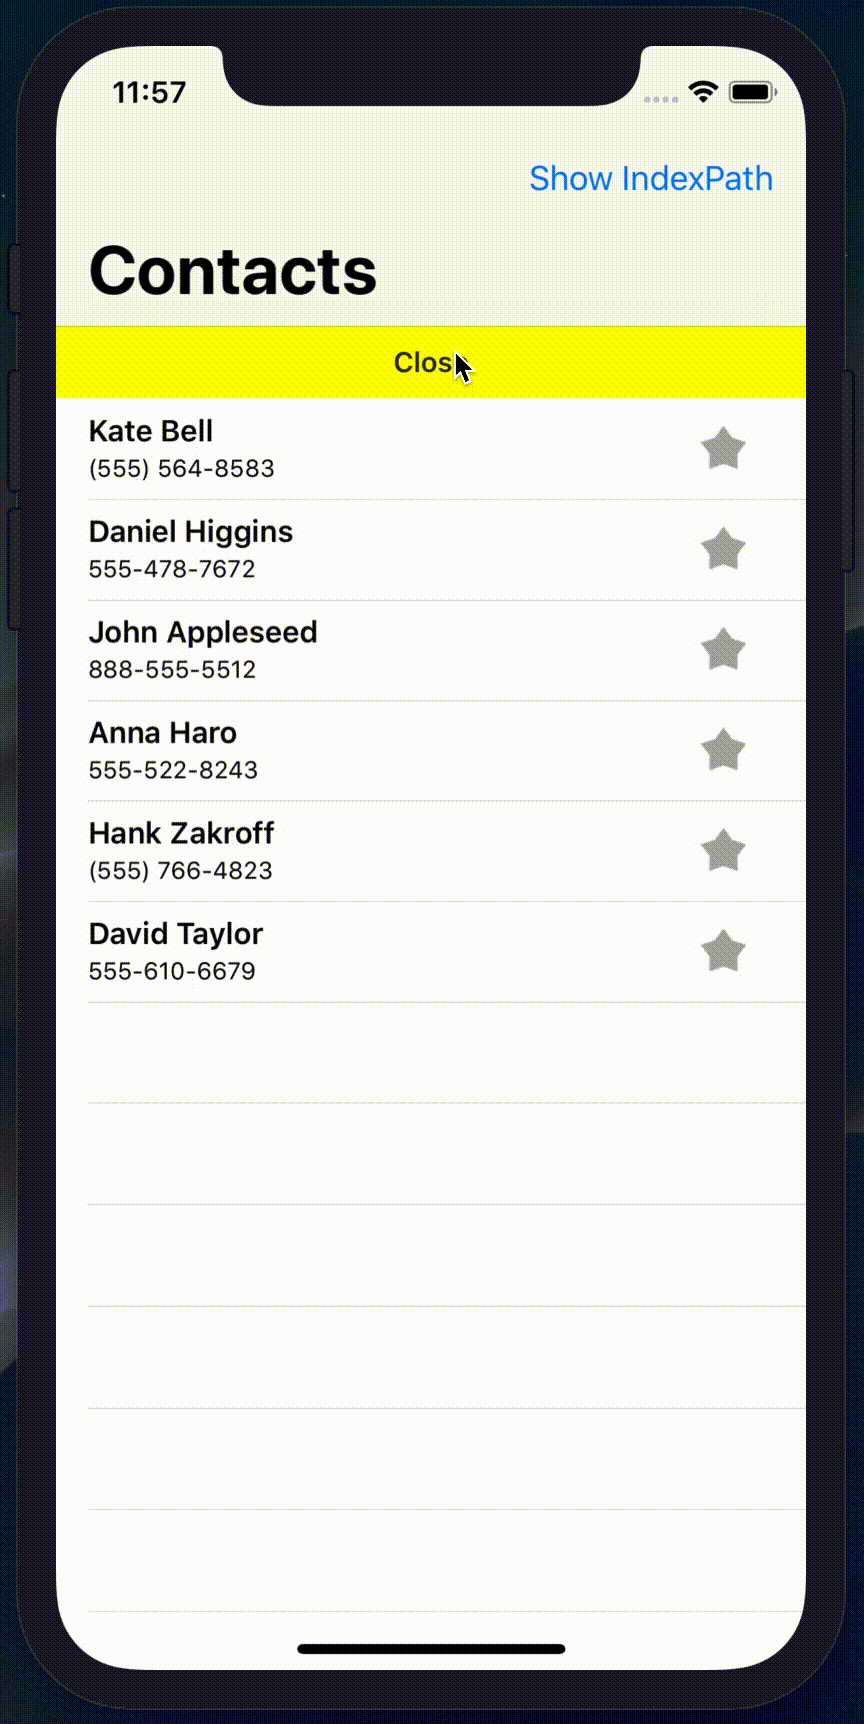 11:57
Show IndexPath
Contacts
Clos
Kate Bell
(555) 564-8583
Daniel Higgins
555-478-7672
John Appleseed
888-555-5512
Anna Haro
555-522-8243
Hank Zakroff
(555) 766-4823
David Taylor
555-610-6679